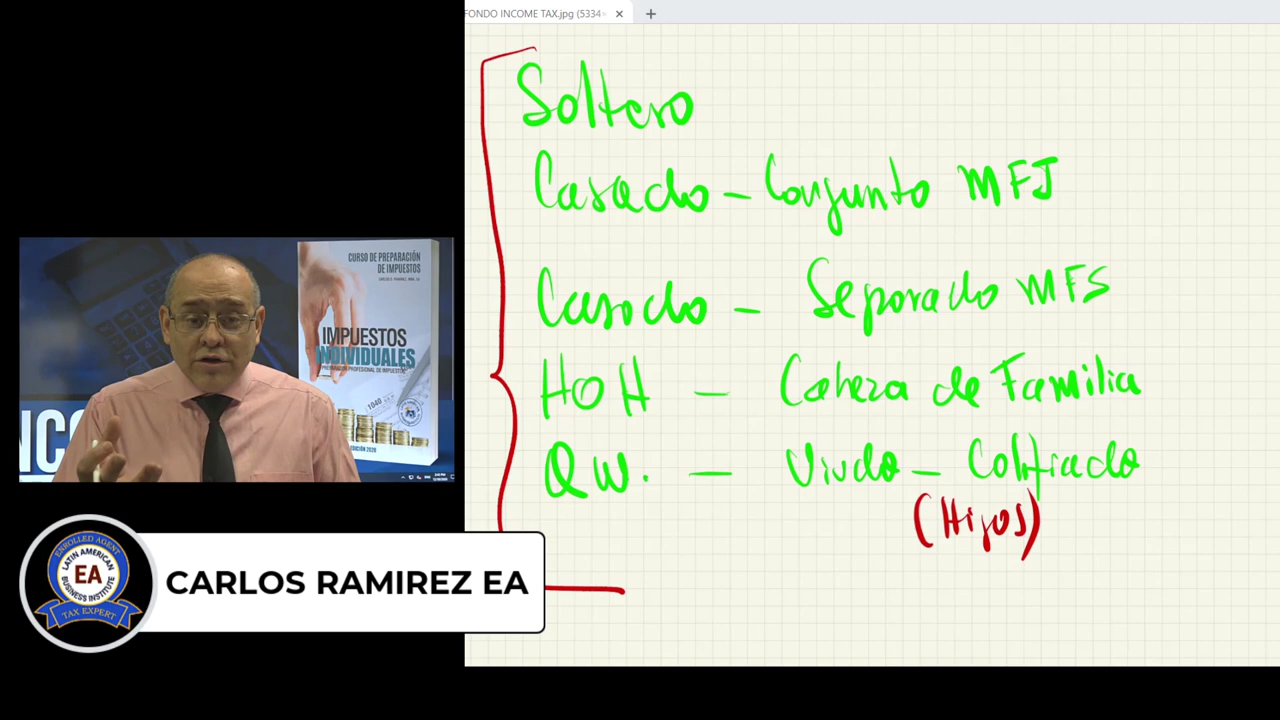 FONDO INCOME TAX.jpg (5334
Soltero
Casado – Conjunto MFJ
Casado – Separado MFS
HOH – Cabeza de Familia
QW. – Viudo – Calificado
(Hijos)
CURSO DE PREPARACIÓN
DE IMPUESTOS
IMPUESTOS
INDIVIDUALES
PREPARADOR PROFESIONAL DE IMPUESTOS
1040
EDICIÓN 2020
INC
ENROLLED AGENT
LATIN AMERICAN
EA
BUSINESS INSTITUTE
TAX EXPERT
CARLOS RAMIREZ EA